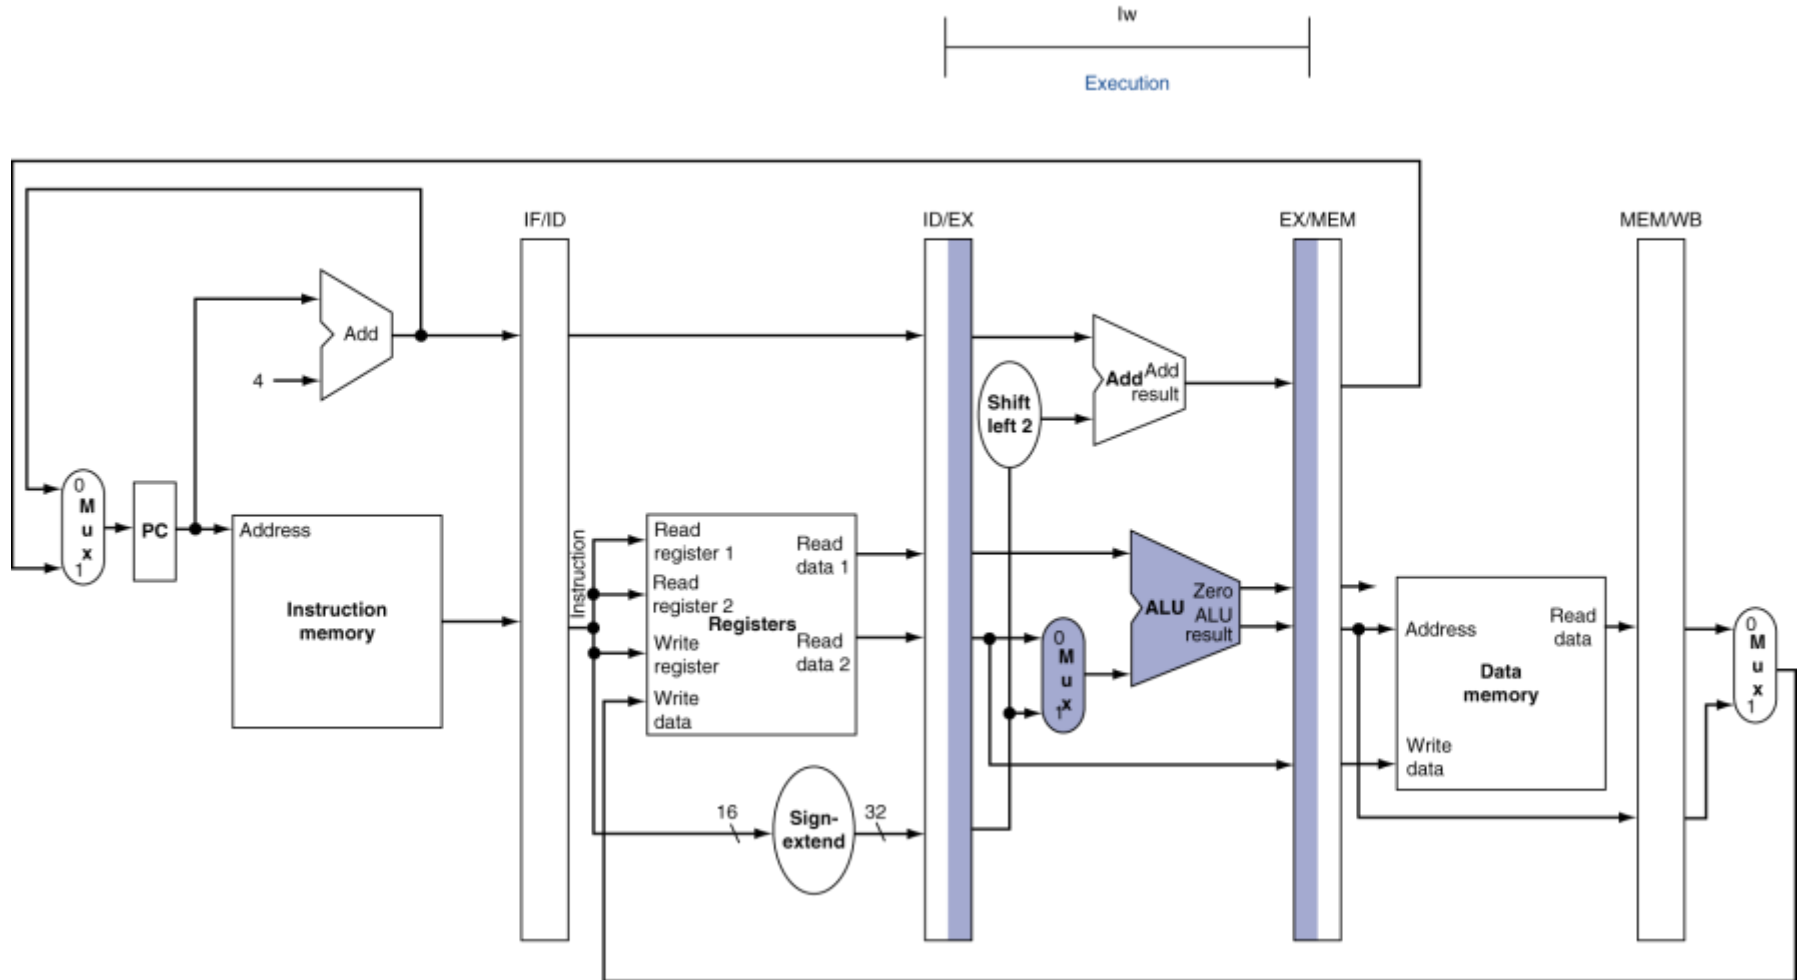 lw
Execution
IF/ID
ID/EX
EX/MEM
MEM/WB
Add
4
Add
Add
result
Shift
left 2
0
M
u
x
1
PC
Address
Instruction
memory
Instruction
Read
register 1
Read
register 2
Write
register
Write
data
Registers
Read
data 1
Read
data 2
16
Sign-
extend
32
0
M
u
x
1
ALU
Zero
ALU
result
Address
Read
data
Data
memory
Write
data
0
M
u
x
1